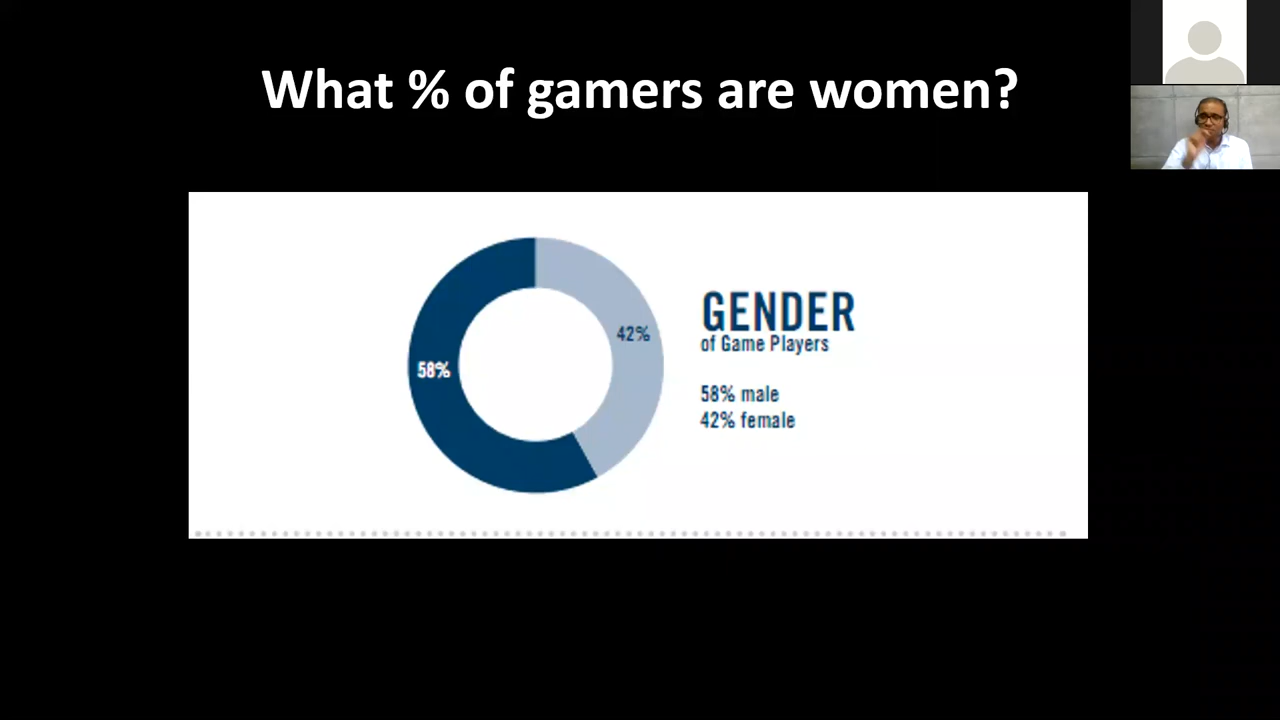 What % of gamers are women?
58%
42%
GENDER
of Game Players
58% male
42% female